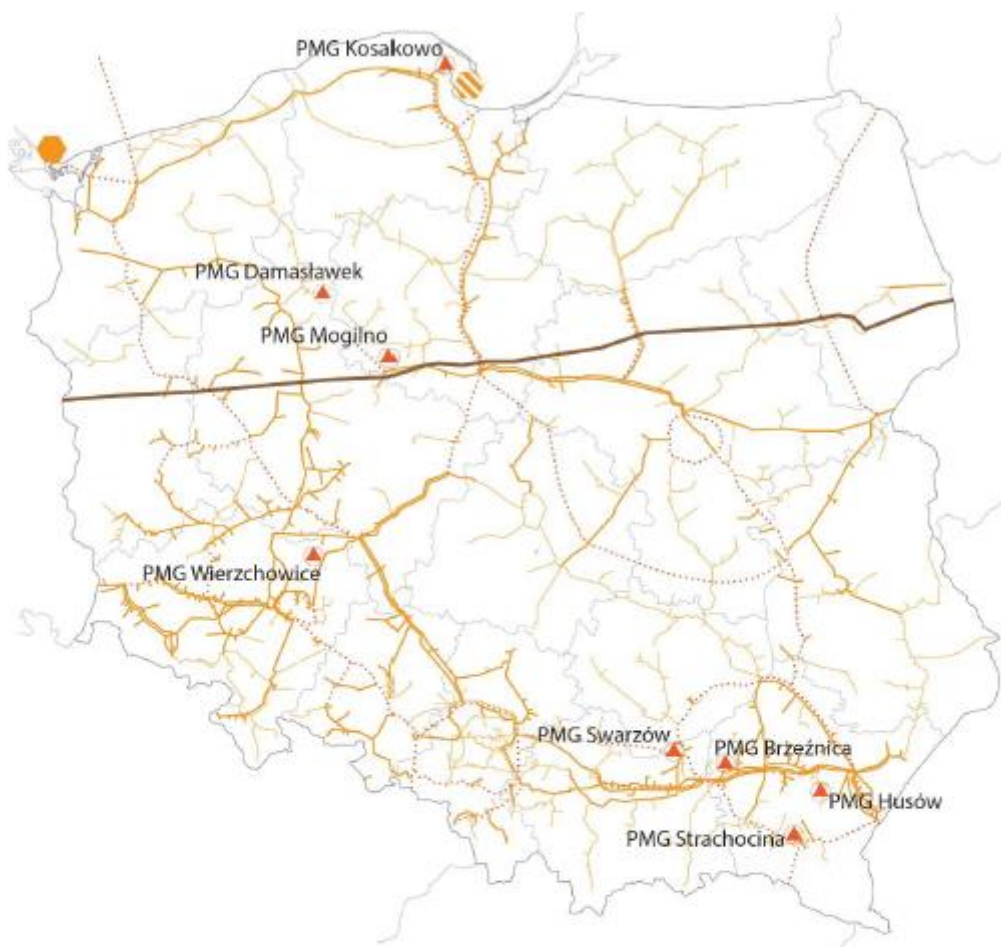 PMG Kosakowo
PMG Damasławek
PMG Mogilno
PMG Wierzchowice
PMG Swarzów
PMG Brzeźnica
PMG Husów
PMG Strachocina